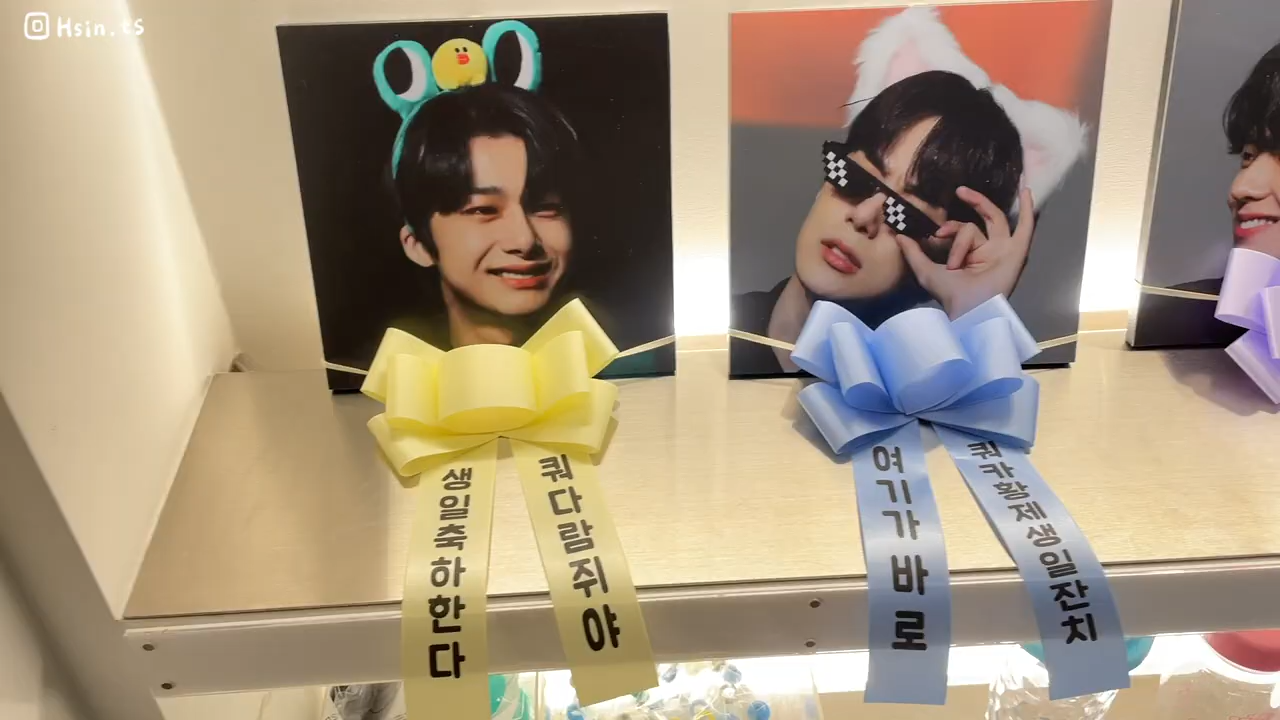 Hsin.ts
생일축하한다
쿼다람쥐야
여기가바로
쿼카황제생일잔치